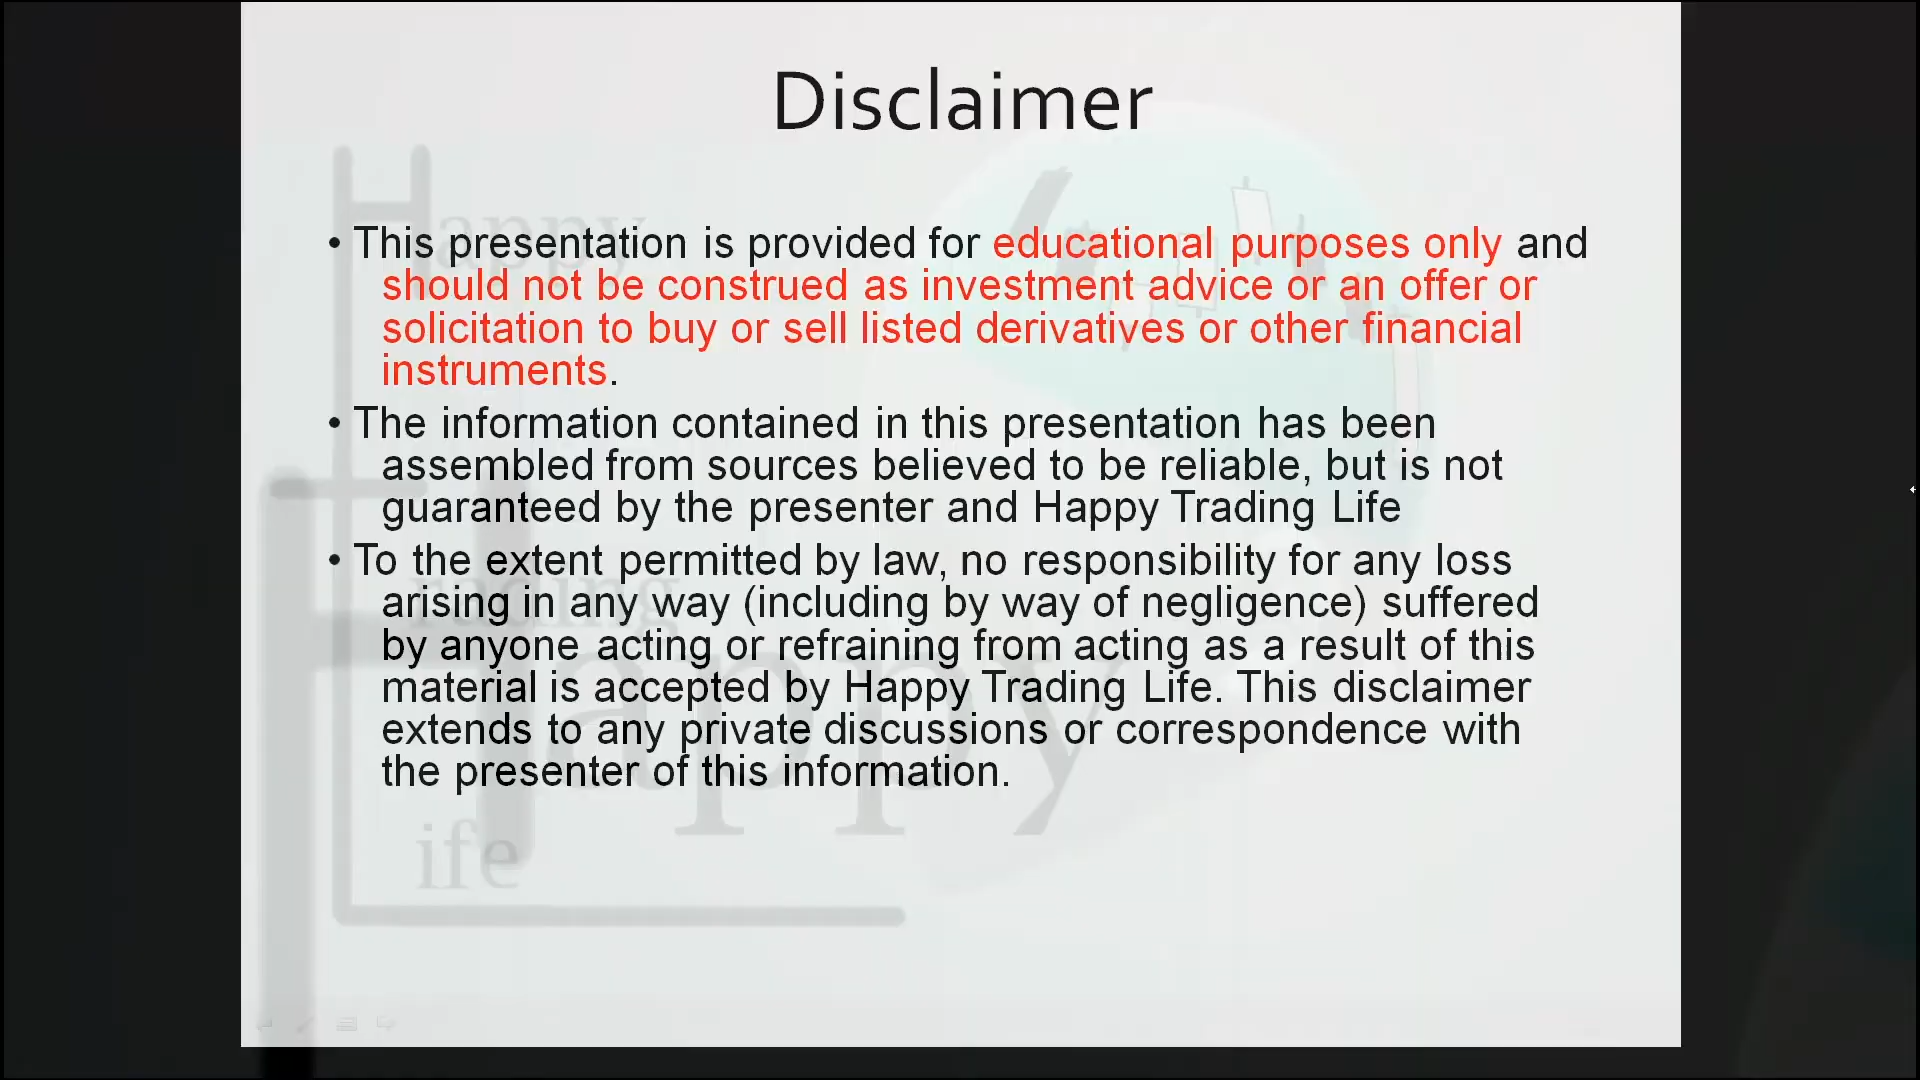 Disclaimer
• This presentation is provided for educational purposes only and
should not be construed as investment advice or an offer or
solicitation to buy or sell listed derivatives or other financial
instruments.
• The information contained in this presentation has been
assembled from sources believed to be reliable, but is not
guaranteed by the presenter and Happy Trading Life
• To the extent permitted by law, no responsibility for any loss
arising in any way (including by way of negligence) suffered
by anyone acting or refraining from acting as a result of this
material is accepted by Happy Trading Life. This disclaimer
extends to any private discussions or correspondence with
the presenter of this information.
Happy
rading
Happy
ife